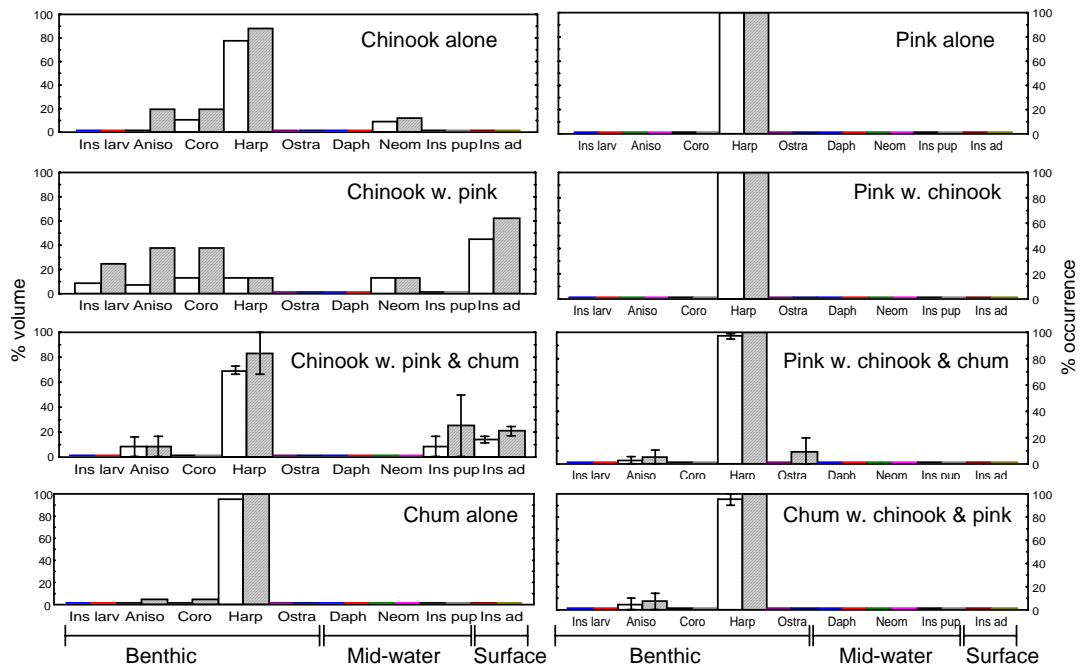 Chinook alone
100
80
60
40
20
0
Ins larv Aniso Coro Harp Ostra Daph Neom Ins pup Ins ad
Pink alone
100
80
60
40
20
0
Ins larv Aniso Coro Harp Ostra Daph Neom Ins pup Ins ad
Chinook w. pink
100
80
60
40
20
0
Ins larv Aniso Coro Harp Ostra Daph Neom Ins pup Ins ad
Pink w. chinook
100
80
60
40
20
0
Ins larv Aniso Coro Harp Ostra Daph Neom Ins pup Ins ad
% volume
% occurrence
Chinook w. pink & chum
100
80
60
40
20
0
Ins larv Aniso Coro Harp Ostra Daph Neom Ins pup Ins ad
Pink w. chinook & chum
100
80
60
40
20
0
Ins larv Aniso Coro Harp Ostra Daph Neom Ins pup Ins ad
Chum alone
100
80
60
40
20
0
Ins larv Aniso Coro Harp Ostra Daph Neom Ins pup Ins ad
Chum w. chinook & pink
100
80
60
40
20
0
Ins larv Aniso Coro Harp Ostra Daph Neom Ins pup Ins ad
Benthic Mid-water Surface
Benthic Mid-water Surface